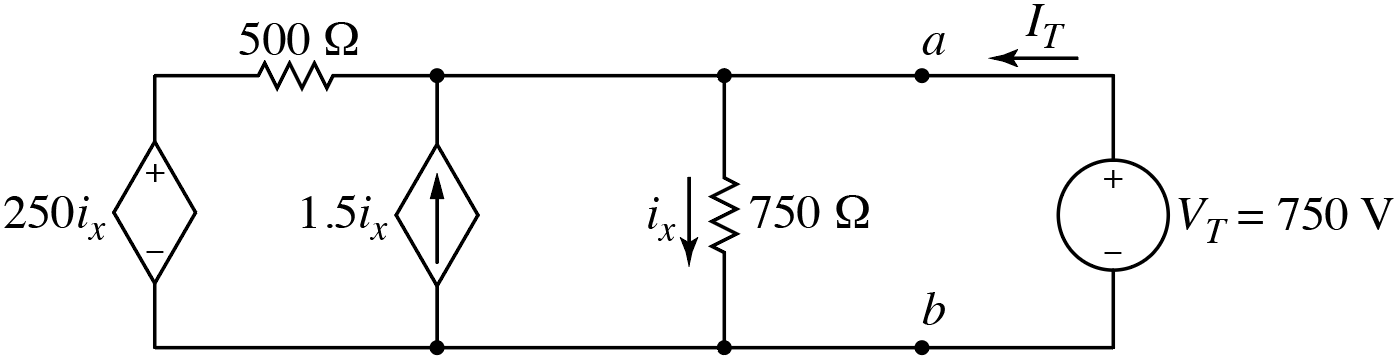 500 Ω
a
I_T
+
−
250i_x
1.5i_x
i_x
750 Ω
+
−
V_T = 750 V
b